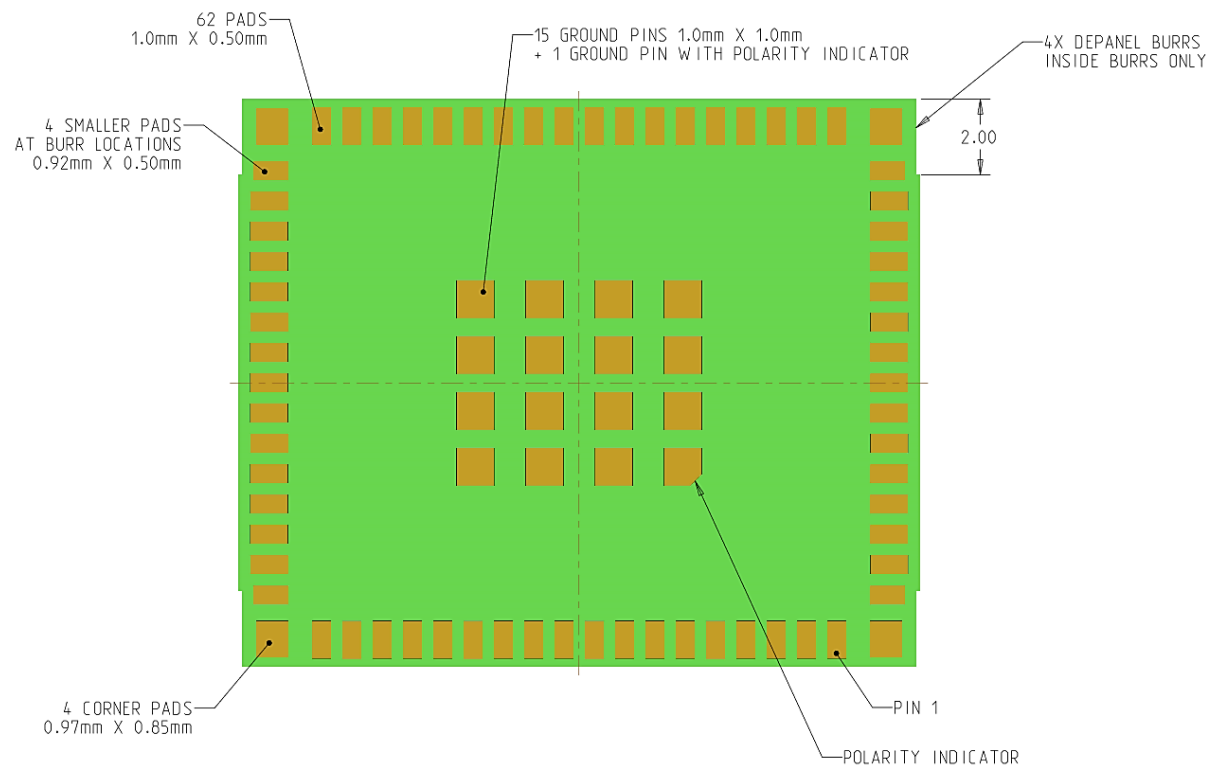 62 PADS
1.0mm X 0.50mm
15 GROUND PINS 1.0mm X 1.0mm
+ 1 GROUND PIN WITH POLARITY INDICATOR
4X DEPANEL BURRS
INSIDE BURRS ONLY
4 SMALLER PADS
AT BURR LOCATIONS
0.92mm X 0.50mm
2.00
4 CORNER PADS
0.97mm X 0.85mm
PIN 1
POLARITY INDICATOR